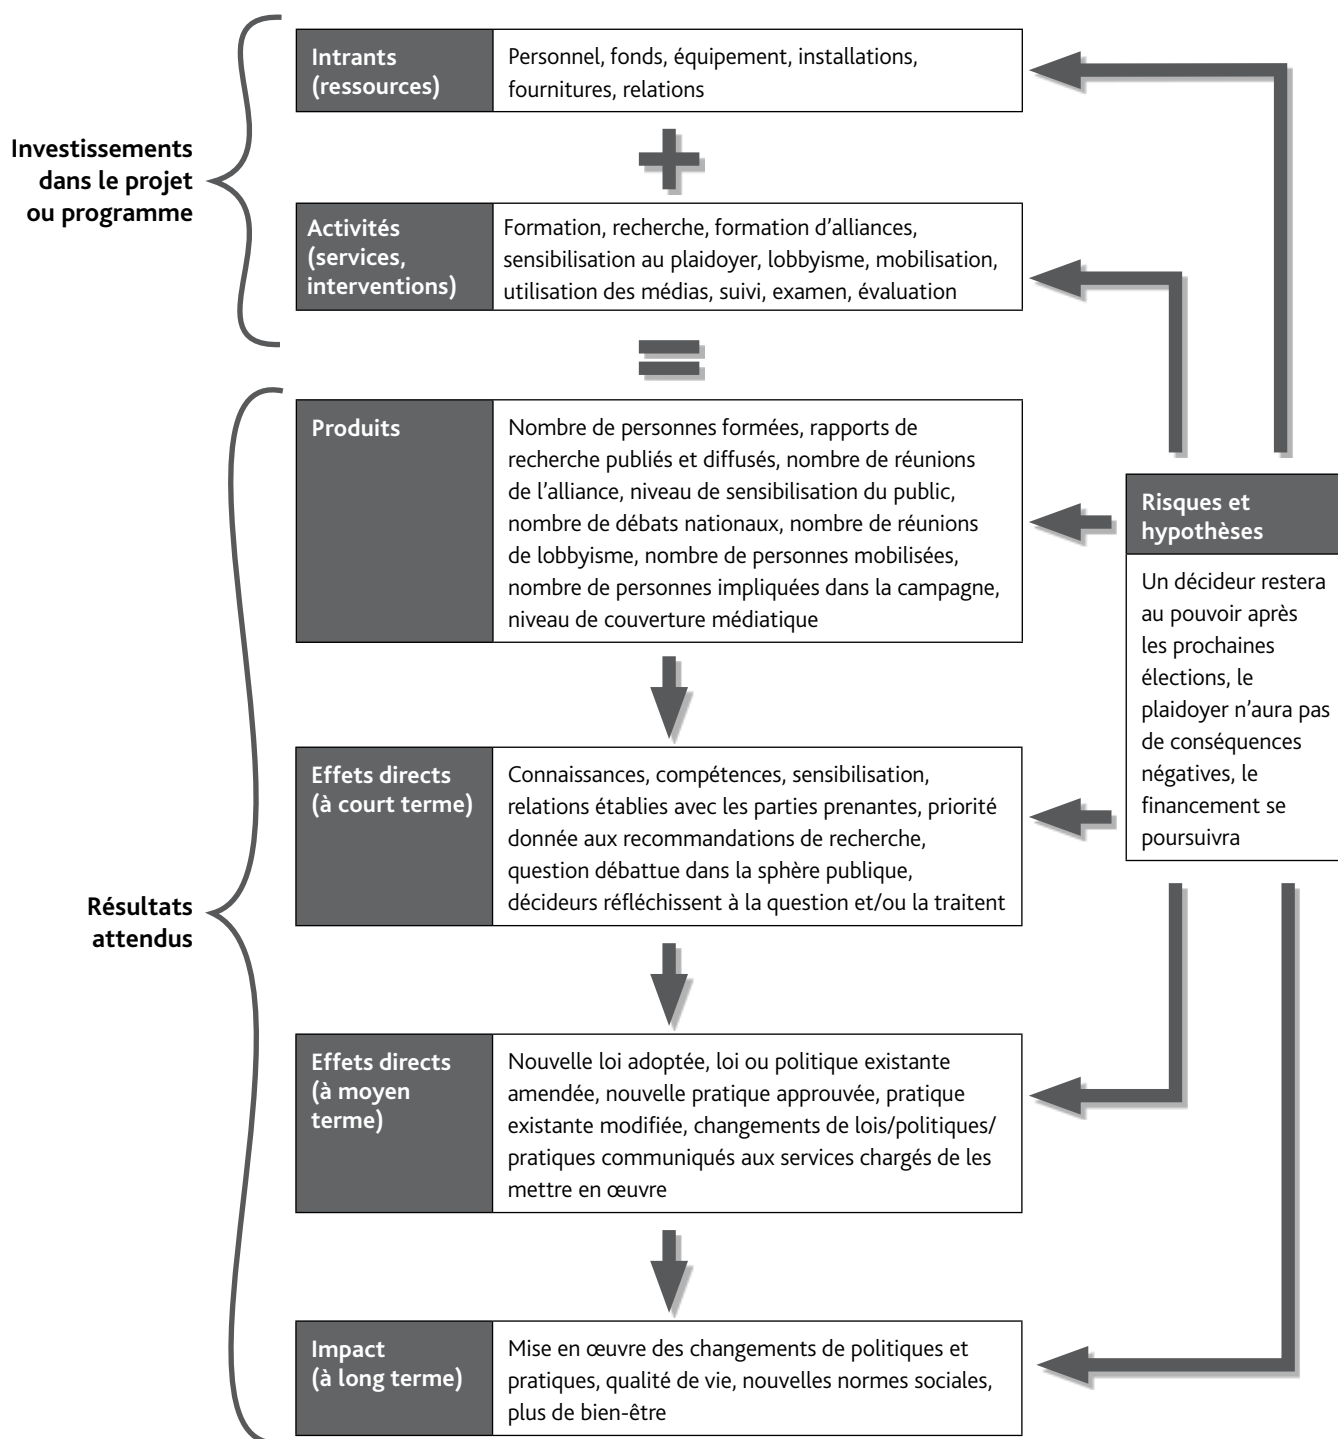 Investissements
dans le projet
ou programme
Intrants
(ressources)
Personnel, fonds, équipement, installations,
fournitures, relations
Activités
(services,
interventions)
Formation, recherche, formation d’alliances,
sensibilisation au plaidoyer, lobbyisme, mobilisation,
utilisation des médias, suivi, examen, évaluation
Résultats
attendus
Produits
Nombre de personnes formées, rapports de
recherche publiés et diffusés, nombre de réunions
de l’alliance, niveau de sensibilisation du public,
nombre de débats nationaux, nombre de réunions
de lobbyisme, nombre de personnes mobilisées,
nombre de personnes impliquées dans la campagne,
niveau de couverture médiatique
Effets directs
(à court terme)
Connaissances, compétences, sensibilisation,
relations établies avec les parties prenantes, priorité
donnée aux recommandations de recherche,
question débattue dans la sphère publique,
décideurs réfléchissent à la question et/ou la traitent
Effets directs
(à moyen
terme)
Nouvelle loi adoptée, loi ou politique existante
amendée, nouvelle pratique approuvée, pratique
existante modifiée, changements de lois/politiques/
pratiques communiqués aux services chargés de les
mettre en œuvre
Impact
(à long terme)
Mise en œuvre des changements de politiques et
pratiques, qualité de vie, nouvelles normes sociales,
plus de bien-être
Risques et
hypothèses
Un décideur restera
au pouvoir après
les prochaines
élections, le
plaidoyer n’aura pas
de conséquences
négatives, le
financement se
poursuivra